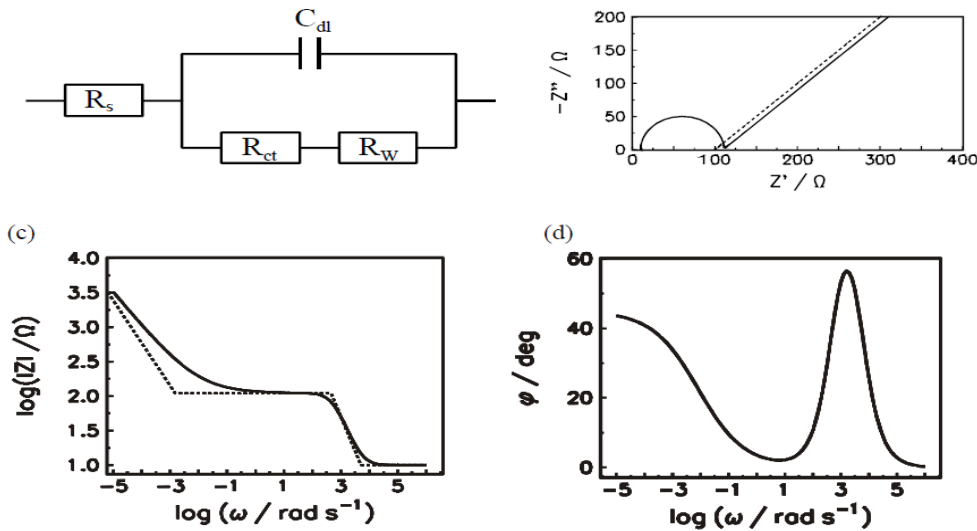 C_dl
R_s
R_ct
R_W
200
150
100
50
0
-Z'' / Ω
0 100 200 300 400
Z' / Ω
(c)
4.0
3.5
3.0
2.5
2.0
1.5
1.0
log(|Z| /Ω)
-5 -3 -1 1 3 5
log (ω / rad s⁻¹)
(d)
60
40
20
0
φ / deg
-5 -3 -1 1 3 5
log (ω / rad s⁻¹)